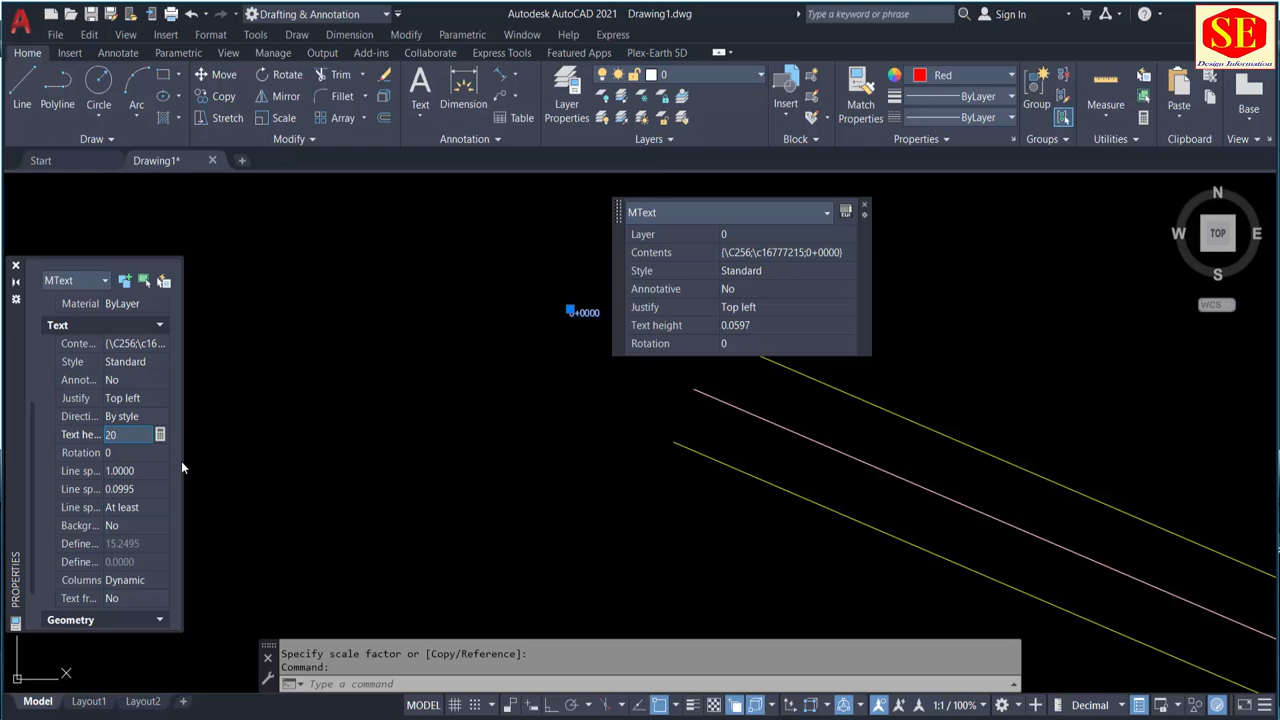 Drafting & Annotation
Autodesk AutoCAD 2021 Drawing1.dwg
Type a keyword or phrase
Sign In
SE
Design Information
File Edit View Insert Format Tools Draw Dimension Modify Parametric Window Help Express
Home Insert Annotate Parametric View Manage Output Add-ins Collaborate Express Tools Featured Apps Plex-Earth 5D
Line Polyline Circle Arc
Move Rotate Trim
Copy Mirror Fillet
Stretch Scale Array
Text Dimension Table
Layer Properties
0
Insert
Match Properties
Red
ByLayer
ByLayer
Group
Measure
Paste
Base
Draw Modify Annotation Layers Block Properties Groups Utilities Clipboard View
Start Drawing1*
N
W TOP E
S
WCS
MText
Layer 0
Contents {\C256;\c16777215;0+0000}
Style Standard
Annotative No
Justify Top left
Text height 0.0597
Rotation 0
0+0000
MText
Material ByLayer
Text
Conte... {\C256;\c16...
Style Standard
Annot... No
Justify Top left
Directi... By style
Text he... 20
Rotation 0
Line sp... 1.0000
Line sp... 0.0995
Line sp... At least
Backgr... No
Define... 15.2495
Define... 0.0000
Columns Dynamic
Text fr... No
Geometry
PROPERTIES
Specify scale factor or [Copy/Reference]:
Command:
Type a command
Model Layout1 Layout2
MODEL
1:1 / 100%
Decimal